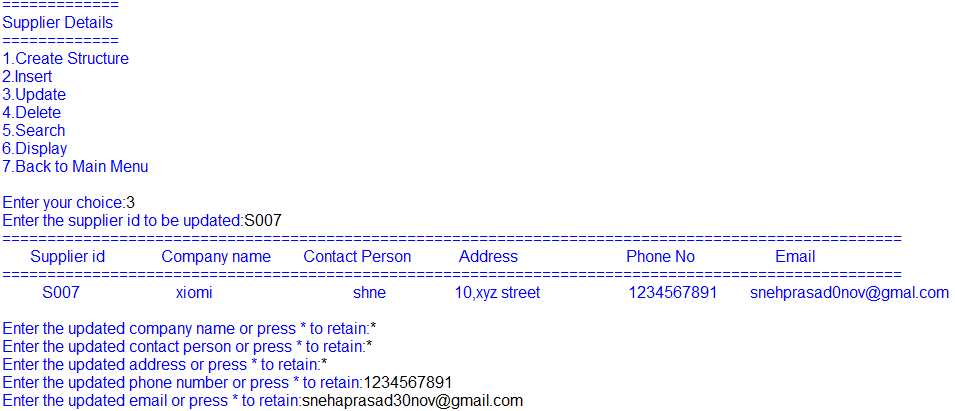 =============
Supplier Details
=============
1.Create Structure
2.Insert
3.Update
4.Delete
5.Search
6.Display
7.Back to Main Menu
Enter your choice:3
Enter the supplier id to be updated:S007
====================================================================================================
Supplier id Company name Contact Person Address Phone No Email
====================================================================================================
S007 xiomi shne 10,xyz street 1234567891 snehprasad0nov@gmal.com
Enter the updated company name or press * to retain:*
Enter the updated contact person or press * to retain:*
Enter the updated address or press * to retain:*
Enter the updated phone number or press * to retain:1234567891
Enter the updated email or press * to retain:snehaprasad30nov@gmail.com